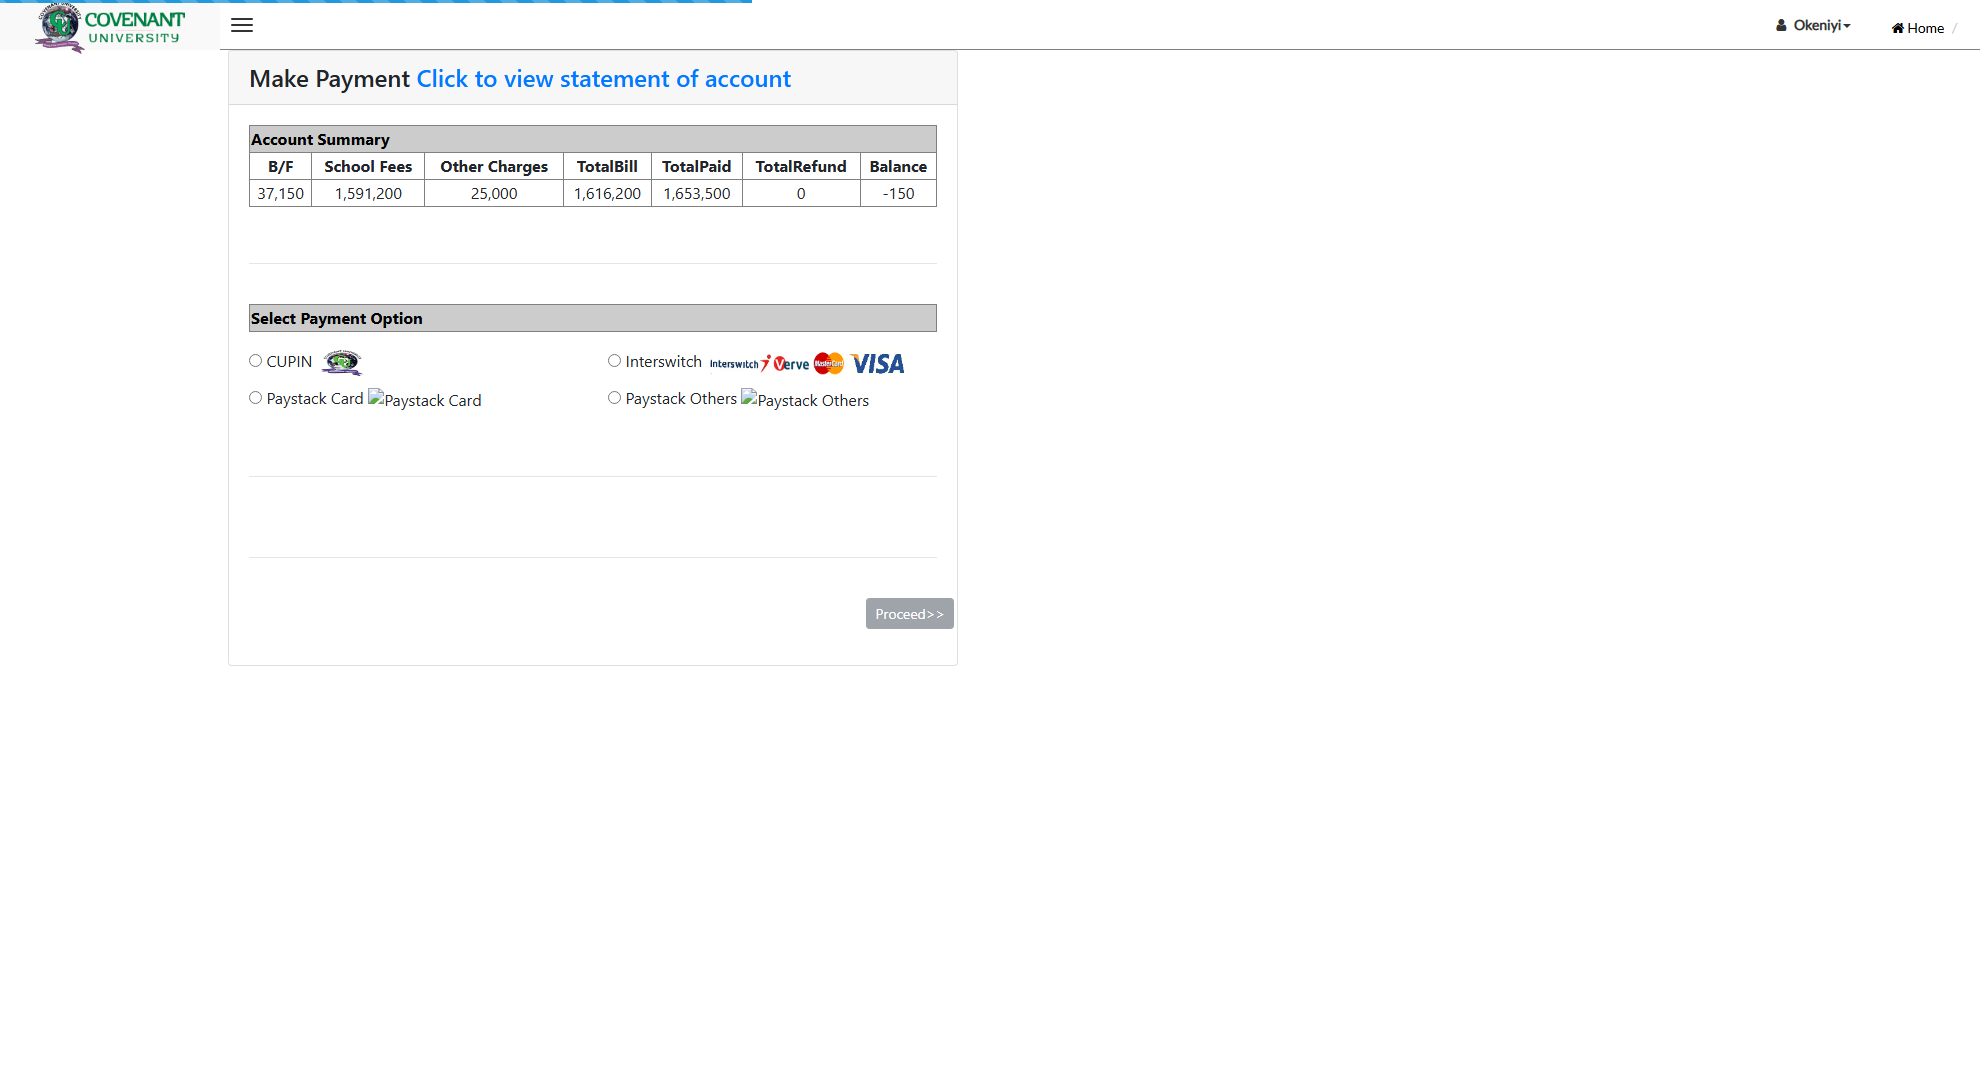 COVENANT
UNIVERSITY
Okeniyi
Home /
Make Payment Click to view statement of account
Account Summary
B/F School Fees Other Charges TotalBill TotalPaid TotalRefund Balance
37,150 1,591,200 25,000 1,616,200 1,653,500 0 -150
Select Payment Option
CUPIN
Interswitch Interswitch Verve MasterCard VISA
Paystack Card Paystack Card
Paystack Others Paystack Others
Proceed>>